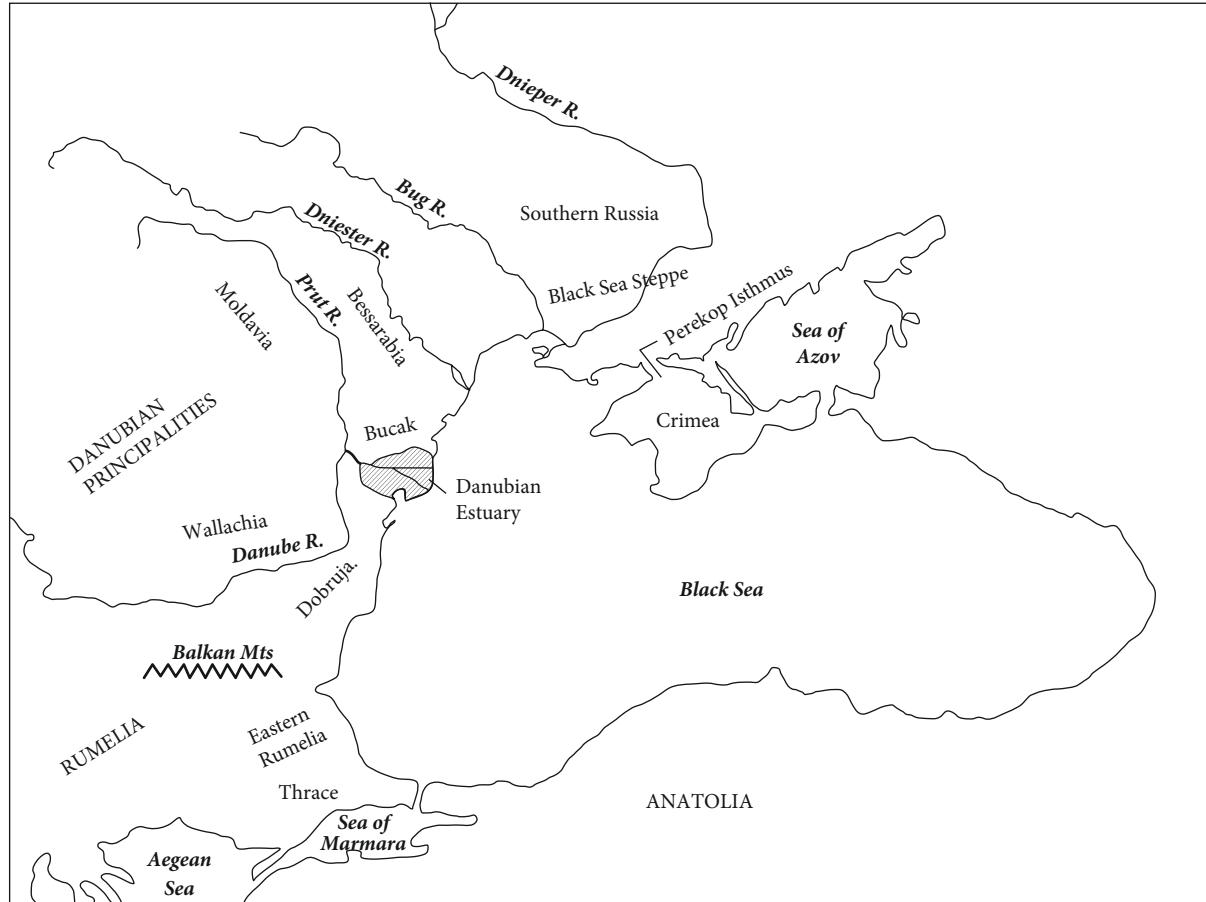 Dnieper R.
Bug R.
Southern Russia
Dniester R.
Black Sea Steppe
Perekop Isthmus
Prut R.
Moldavia
Bessarabia
Sea of
Azov
DANUBIAN
PRINCIPALITIES
Crimea
Bucak
Danubian
Estuary
Wallachia
Danube R.
Dobruja.
Black Sea
Balkan Mts
RUMELIA
Eastern
Rumelia
Thrace
ANATOLIA
Sea of
Marmara
Aegean
Sea